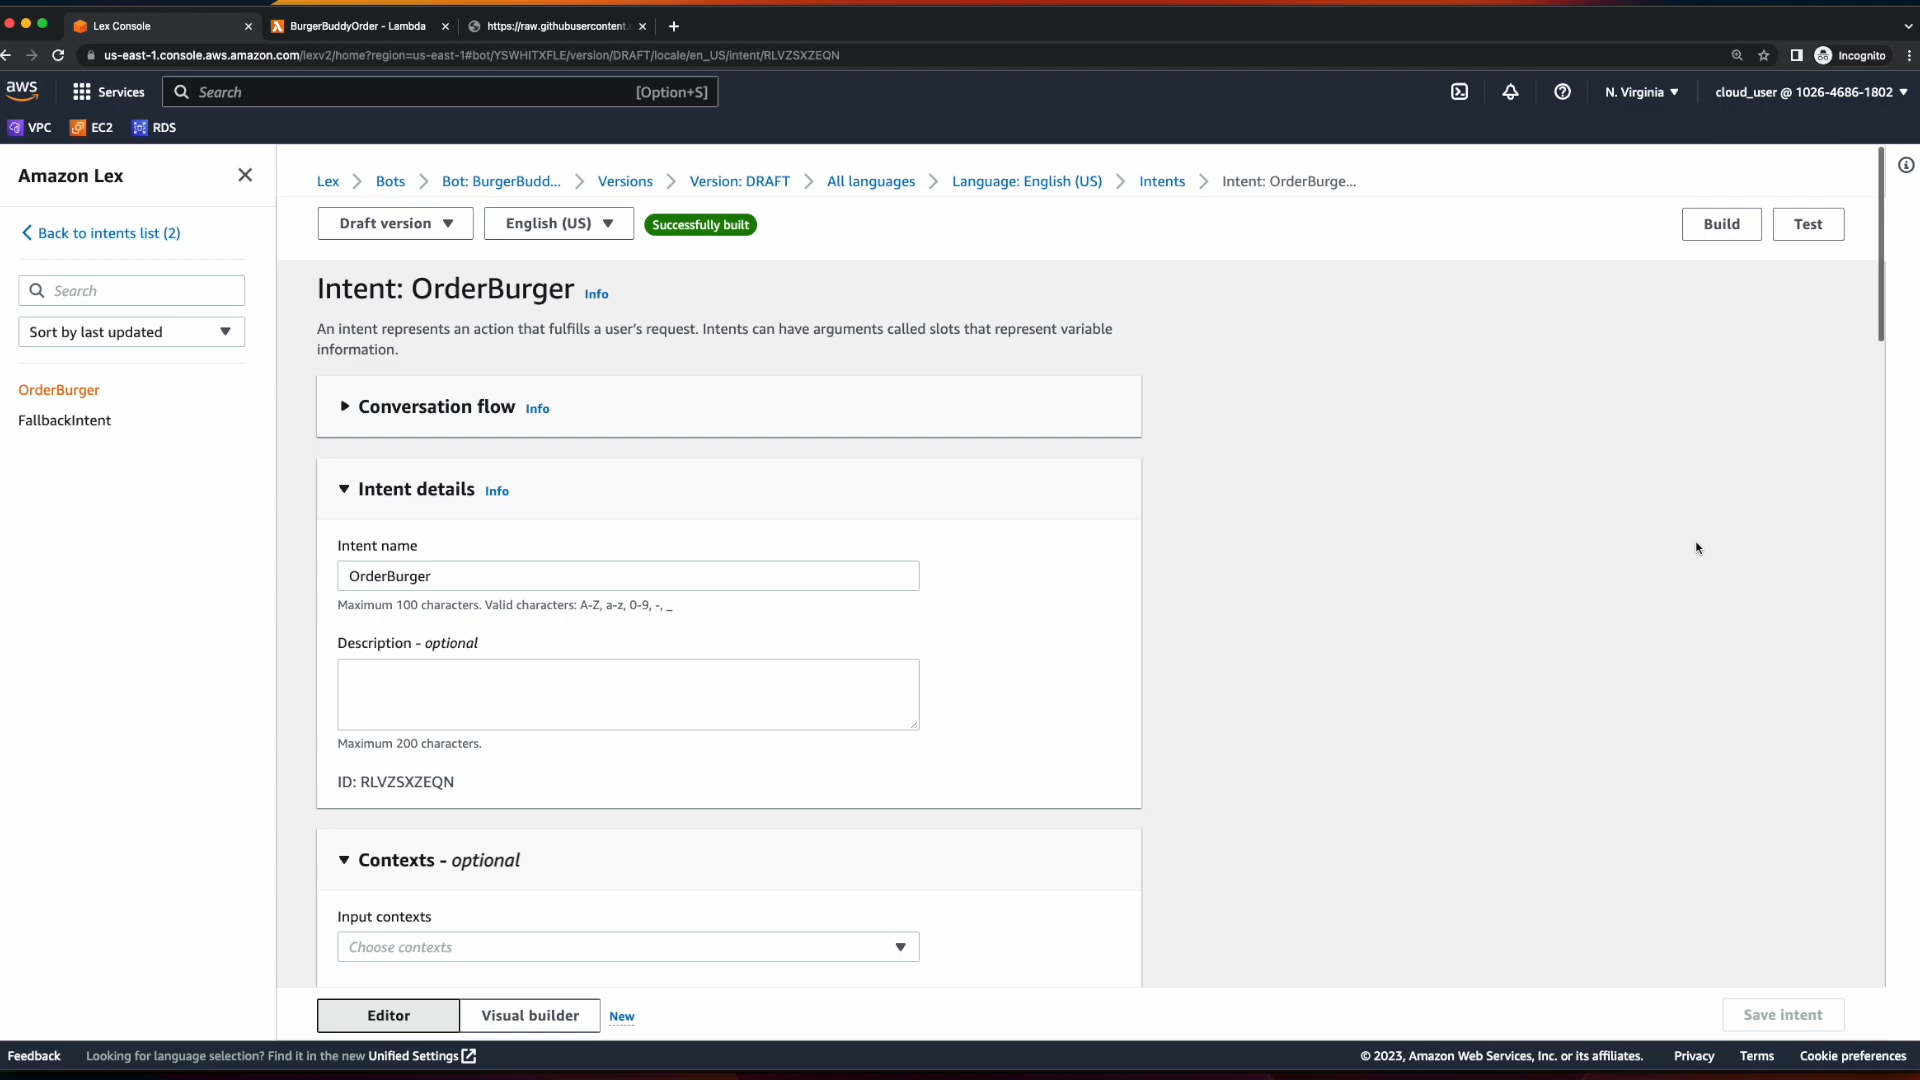 Lex Console
BurgerBuddyOrder - Lambda
https://raw.githubusercontent.
us-east-1.console.aws.amazon.com/lexv2/home?region=us-east-1#bot/YSWHITXFLE/version/DRAFT/locale/en_US/intent/RLVZSXZEQN
Incognito
aws
Services
Search
[Option+S]
N. Virginia
cloud_user @ 1026-4686-1802
VPC
EC2
RDS
Amazon Lex
Lex > Bots > Bot: BurgerBudd... > Versions > Version: DRAFT > All languages > Language: English (US) > Intents > Intent: OrderBurge...
Back to intents list (2)
Draft version
English (US)
Successfully built
Build
Test
Search
Sort by last updated
OrderBurger
FallbackIntent
Intent: OrderBurger Info
An intent represents an action that fulfills a user's request. Intents can have arguments called slots that represent variable
information.
Conversation flow Info
Intent details Info
Intent name
OrderBurger
Maximum 100 characters. Valid characters: A-Z, a-z, 0-9, -, _
Description - optional
Maximum 200 characters.
ID: RLVZSXZEQN
Contexts - optional
Input contexts
Choose contexts
Editor
Visual builder
New
Save intent
Feedback
Looking for language selection? Find it in the new Unified Settings
© 2023, Amazon Web Services, Inc. or its affiliates.
Privacy
Terms
Cookie preferences